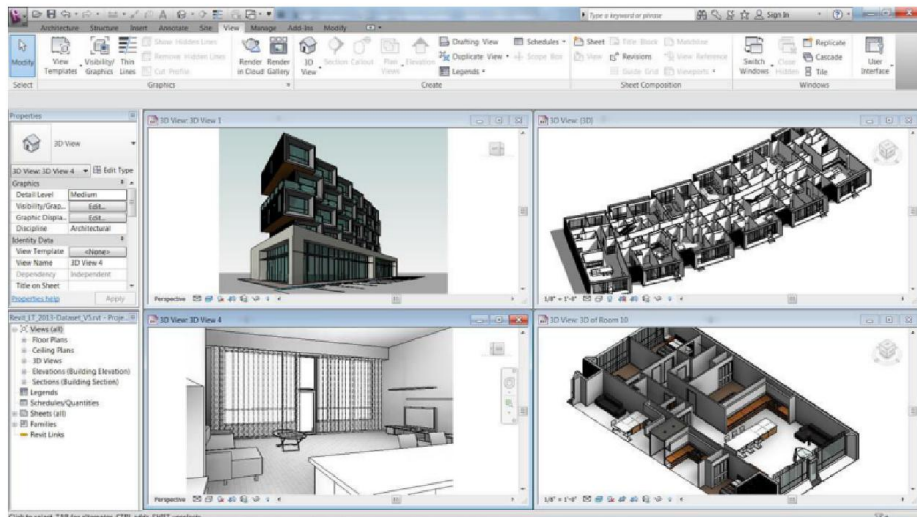 Type a keyword or phrase
Sign In
Architecture Structure Insert Annotate Site View Manage Add-Ins Modify
Modify
View Templates
Visibility/ Graphics
Thin Lines
Show Hidden Lines
Remove Hidden Lines
Cut Profile
Render in Cloud
Render Gallery
3D View
Section
Callout
Plan Views
Elevation
Drafting View
Duplicate View
Legends
Schedules
Scope Box
Sheet
View
Title Block
Revisions
Guide Grid
Matchline
View Reference
Viewports
Switch Windows
Close Hidden
Replicate
Cascade
Tile
User Interface
Select Graphics Create Sheet Composition Windows
Properties
3D View
3D View: 3D View 4 Edit Type
Graphics
Detail Level Medium
Visibility/Grap... Edit...
Graphic Displa... Edit...
Discipline Architectural
Identity Data
View Template <None>
View Name 3D View 4
Dependency Independent
Title on Sheet
Properties help Apply
Revit_LT_2013-Dataset_V5.rvt - Proje...
Views (all)
Floor Plans
Ceiling Plans
3D Views
Elevations (Building Elevation)
Sections (Building Section)
Legends
Schedules/Quantities
Sheets (all)
Families
Revit Links
3D View: 3D View 1
Perspective
3D View: {3D}
1/8" = 1'-0"
3D View: 3D View 4
Perspective
3D View: 3D of Room 10
1/8" = 1'-0"